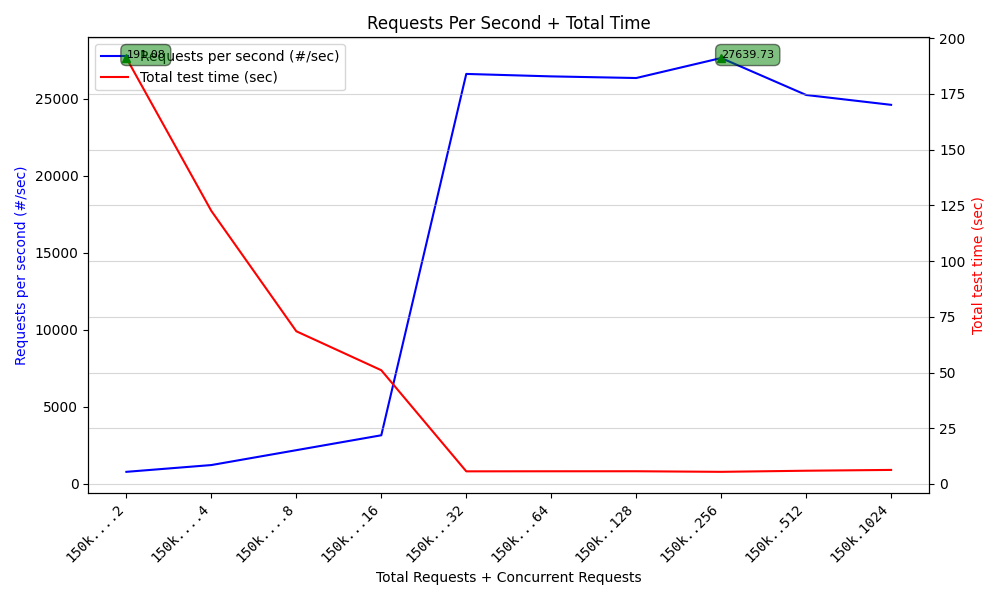 Requests Per Second + Total Time
Requests per second (#/sec)
Total test time (sec)
191.08
27639.73
25000
20000
15000
10000
5000
0
Requests per second (#/sec)
200
175
150
125
100
75
50
25
0
Total test time (sec)
150k....2
150k....4
150k....8
150k...16
150k...32
150k...64
150k..128
150k..256
150k..512
150k.1024
Total Requests + Concurrent Requests